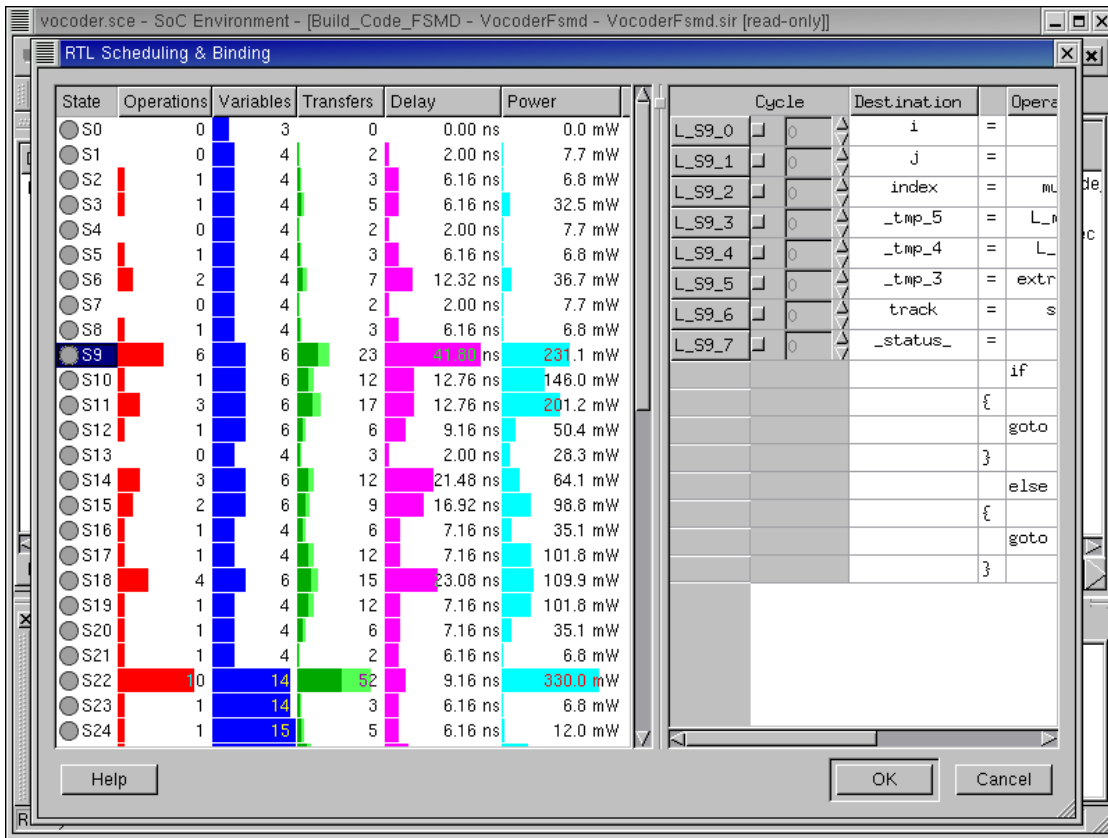 vocoder.sce - SoC Environment - [Build_Code_FSMD - VocoderFsmd - VocoderFsmd.sir [read-only]]
RTL Scheduling & Binding
State Operations Variables Transfers Delay Power
S0 0 3 0 0.00 ns 0.0 mW
S1 0 4 2 2.00 ns 7.7 mW
S2 1 4 3 6.16 ns 6.8 mW
S3 1 4 5 6.16 ns 32.5 mW
S4 0 4 2 2.00 ns 7.7 mW
S5 1 4 3 6.16 ns 6.8 mW
S6 2 4 7 12.32 ns 36.7 mW
S7 0 4 2 2.00 ns 7.7 mW
S8 1 4 3 6.16 ns 6.8 mW
S9 6 6 23 41.80 ns 231.1 mW
S10 1 6 12 12.76 ns 146.0 mW
S11 3 6 17 12.76 ns 201.2 mW
S12 1 6 6 9.16 ns 50.4 mW
S13 0 4 3 2.00 ns 28.3 mW
S14 3 6 12 21.48 ns 64.1 mW
S15 2 6 9 16.92 ns 98.8 mW
S16 1 4 6 7.16 ns 35.1 mW
S17 1 4 12 7.16 ns 101.8 mW
S18 4 6 15 23.08 ns 109.9 mW
S19 1 4 12 7.16 ns 101.8 mW
S20 1 4 6 7.16 ns 35.1 mW
S21 1 4 2 6.16 ns 6.8 mW
S22 10 14 52 9.16 ns 330.0 mW
S23 1 14 3 6.16 ns 6.8 mW
S24 1 15 5 6.16 ns 12.0 mW
Cycle Destination Opera
L_S9_0 0 i =
L_S9_1 0 j =
L_S9_2 0 index = mu
L_S9_3 0 _tmp_5 = L_m
L_S9_4 0 _tmp_4 = L_
L_S9_5 0 _tmp_3 = extr
L_S9_6 0 track = s
L_S9_7 0 _status_ =
if
{
goto
}
else
{
goto
}
Help
OK
Cancel